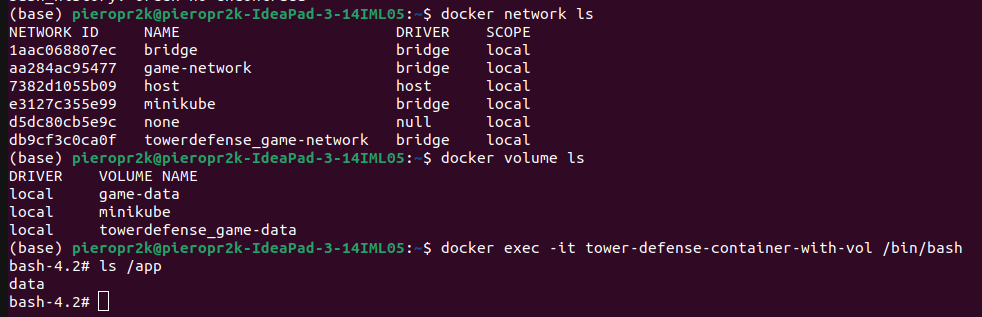 (base) pieropr2k@pieropr2k-IdeaPad-3-14IML05:~$ docker network ls
NETWORK ID     NAME                        DRIVER    SCOPE
1aac068807ec   bridge                      bridge    local
aa284ac95477   game-network                bridge    local
7382d1055b09   host                        host      local
e3127c355e99   minikube                    bridge    local
d5dc80cb5e9c   none                        null      local
db9cf3c0ca0f   towerdefense_game-network   bridge    local
(base) pieropr2k@pieropr2k-IdeaPad-3-14IML05:~$ docker volume ls
DRIVER    VOLUME NAME
local     game-data
local     minikube
local     towerdefense_game-data
(base) pieropr2k@pieropr2k-IdeaPad-3-14IML05:~$ docker exec -it tower-defense-container-with-vol /bin/bash
bash-4.2# ls /app
data
bash-4.2#